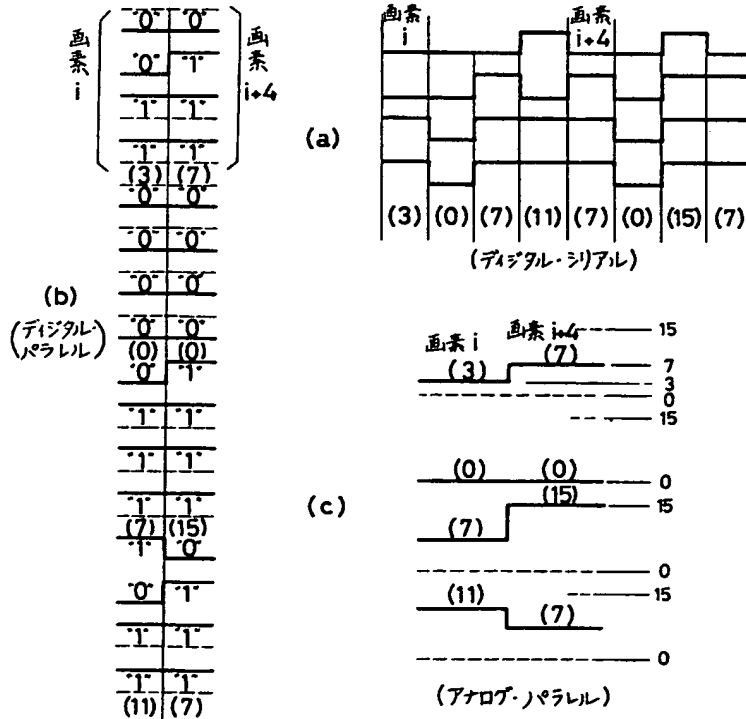 画素 i
画素 i+4
"0" "0"
"0" "1"
"1" "1"
"1" "1"
(3) (7)
"0" "0"
"0" "0"
"0" "0"
"0" "0"
(0) (0)
"0" "1"
"1" "1"
"1" "1"
"1" "1"
(7) (15)
"1" "0"
"0" "1"
"1" "1"
"1" "1"
(11) (7)
(b)
(ディジタル・
パラレル)
(a)
画素 i
画素 i+4
(3) (0) (7) (11) (7) (0) (15) (7)
(ディジタル・シリアル)
(c)
画素 i 画素 i+4
15
(3) (7) 7
3
0
15
(0) (0) 0
(7) (15) 15
0
15
(11) (7)
0
(アナログ・パラレル)